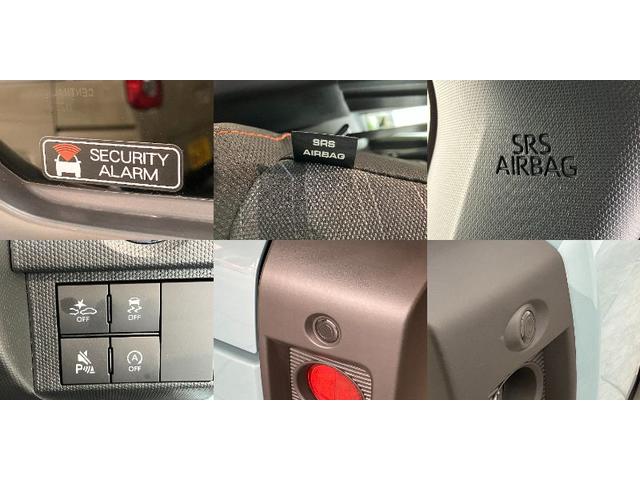 SECURITY
ALARM
SRS
AIRBAG
SRS
AIRBAG
OFF
OFF
P
A
OFF